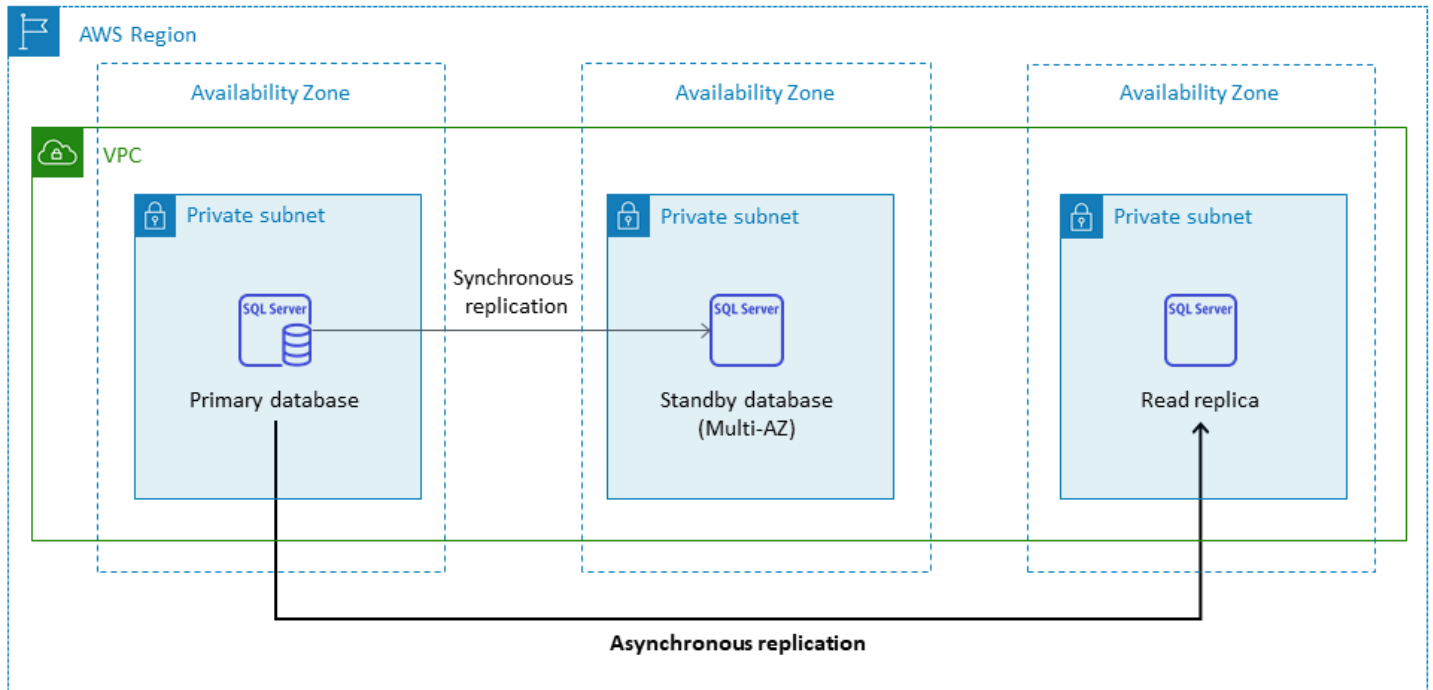 AWS Region
Availability Zone
Availability Zone
Availability Zone
VPC
Private subnet
Private subnet
Private subnet
Synchronous
replication
SQL Server
SQL Server
SQL Server
Primary database
Standby database
(Multi-AZ)
Read replica
Asynchronous replication